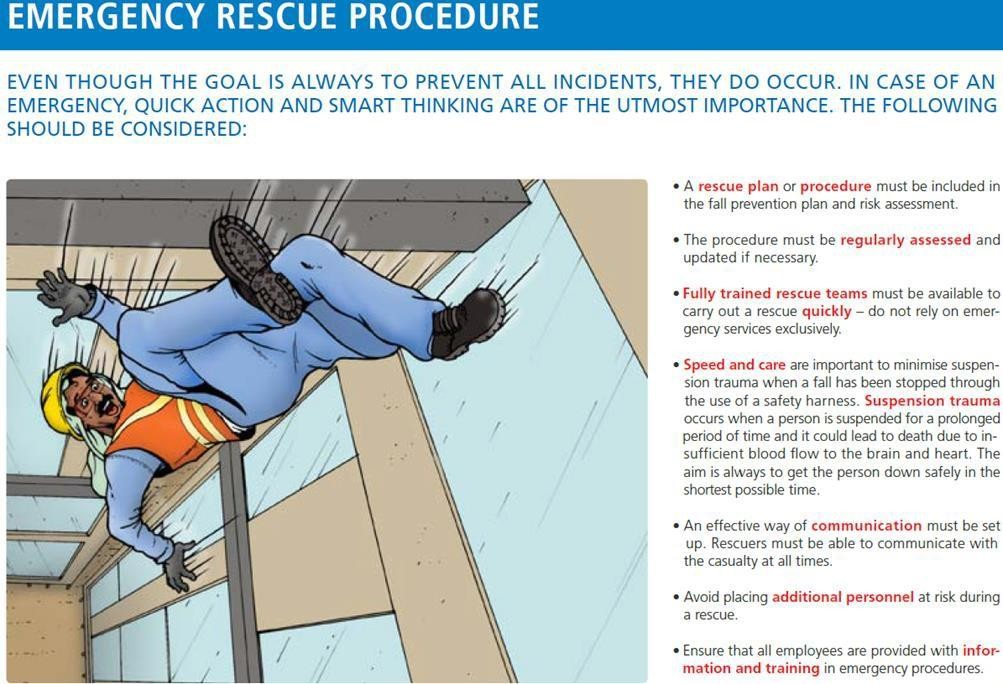 EMERGENCY RESCUE PROCEDURE
EVEN THOUGH THE GOAL IS ALWAYS TO PREVENT ALL INCIDENTS, THEY DO OCCUR. IN CASE OF AN
EMERGENCY, QUICK ACTION AND SMART THINKING ARE OF THE UTMOST IMPORTANCE. THE FOLLOWING
SHOULD BE CONSIDERED:
• A rescue plan or procedure must be included in
the fall prevention plan and risk assessment.
• The procedure must be regularly assessed and
updated if necessary.
• Fully trained rescue teams must be available to
carry out a rescue quickly – do not rely on emer-
gency services exclusively.
• Speed and care are important to minimise suspen-
sion trauma when a fall has been stopped through
the use of a safety harness. Suspension trauma
occurs when a person is suspended for a prolonged
period of time and it could lead to death due to in-
sufficient blood flow to the brain and heart. The
aim is always to get the person down safely in the
shortest possible time.
• An effective way of communication must be set
up. Rescuers must be able to communicate with
the casualty at all times.
• Avoid placing additional personnel at risk during
a rescue.
• Ensure that all employees are provided with infor-
mation and training in emergency procedures.